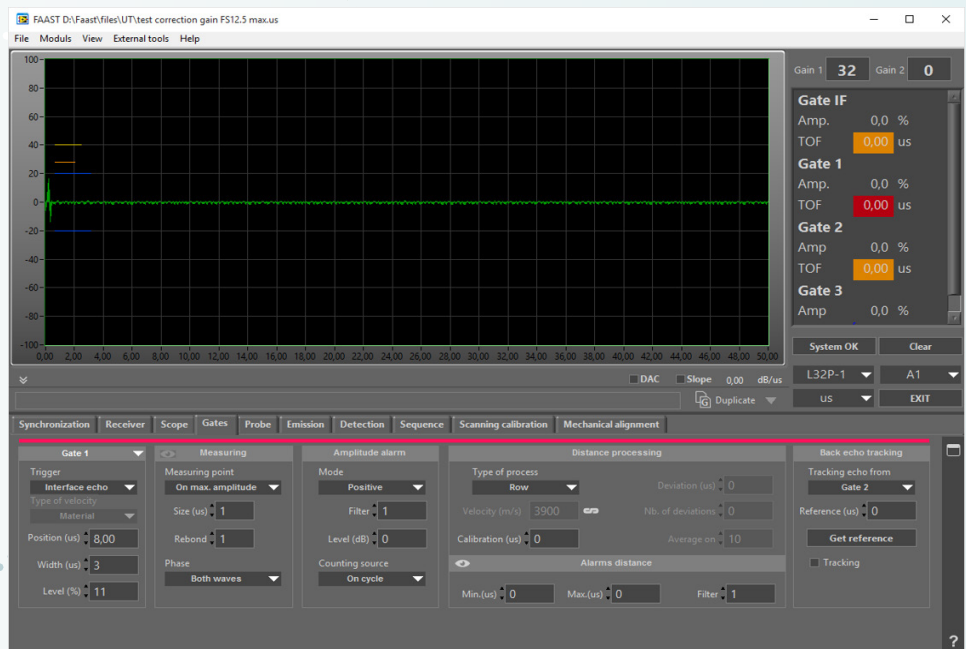 FAAST D:\Faast\files\UT\test correction gain FS12.5 max.us
File Moduls View External tools Help
Gain 1 32 Gain 2 0
100
80
60
40
20
0
-20
-40
-60
-80
-100
0,00 2,00 4,00 6,00 8,00 10,00 12,00 14,00 16,00 18,00 20,00 22,00 24,00 26,00 28,00 30,00 32,00 34,00 36,00 38,00 40,00 42,00 44,00 46,00 48,00 50,00
Gate IF
Amp. 0,0 %
TOF 0,00 us
Gate 1
Amp. 0,0 %
TOF 0,00 us
Gate 2
Amp 0,0 %
TOF 0,00 us
Gate 3
Amp 0,0 %
System OK Clear
DAC Slope 0,00 dB/us
L32P-1 A1
G Duplicate
us EXIT
Synchronization Receiver Scope Gates Probe Emission Detection Sequence Scanning calibration Mechanical alignment
Gate 1
Trigger
Interface echo
Type of velocity
Material
Position (us) 8,00
Width (us) 3
Level (%) 11
Measuring
Measuring point
On max. amplitude
Size (us) 1
Rebond 1
Phase
Both waves
Amplitude alarm
Mode
Positive
Filter 1
Level (dB) 0
Counting source
On cycle
Distance processing
Type of process
Row
Deviation (us) 0
Velocity (m/s) 3900
Nb. of deviations 0
Calibration (us) 0
Average on 10
Alarms distance
Min.(us) 0 Max.(us) 0 Filter 1
Back echo tracking
Tracking echo from
Gate 2
Reference (us) 0
Get reference
Tracking
?